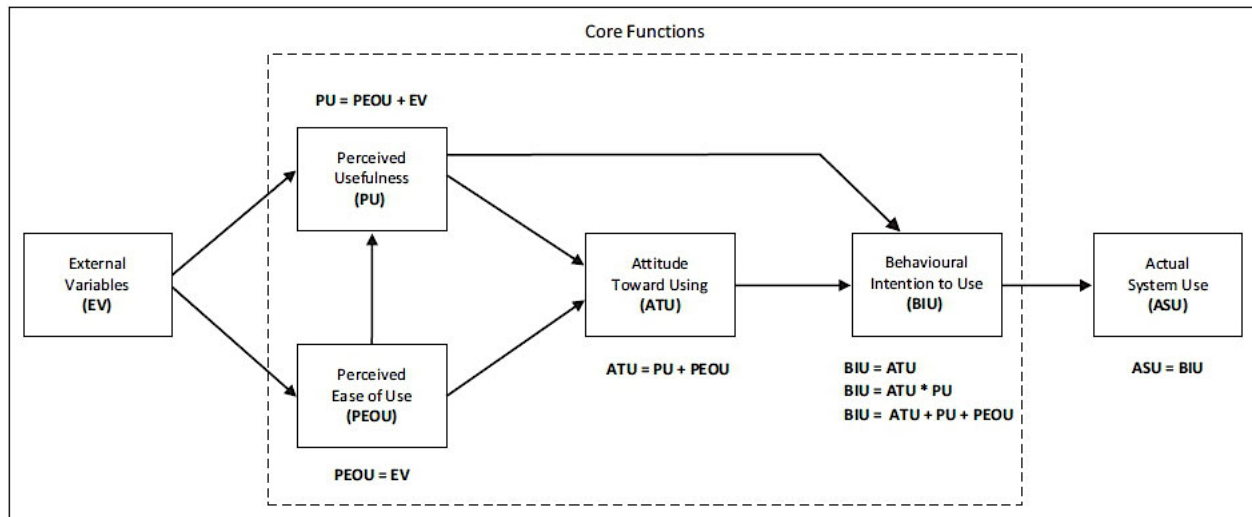 Core Functions
PU = PEOU + EV
Perceived
Usefulness
(PU)
External
Variables
(EV)
Attitude
Toward Using
(ATU)
Behavioural
Intention to Use
(BIU)
Actual
System Use
(ASU)
Perceived
Ease of Use
(PEOU)
ATU = PU + PEOU
BIU = ATU
BIU = ATU * PU
BIU = ATU + PU + PEOU
ASU = BIU
PEOU = EV